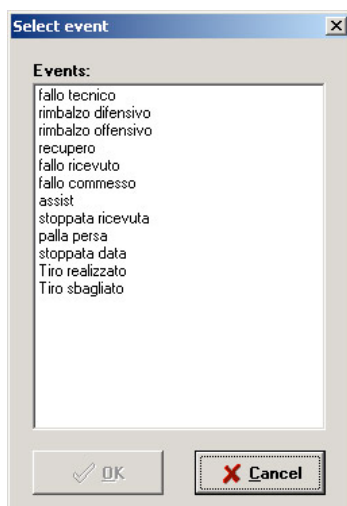 Select event
Events:
fallo tecnico
rimbalzo difensivo
rimbalzo offensivo
recupero
fallo ricevuto
fallo commesso
assist
stoppata ricevuta
palla persa
stoppata data
Tiro realizzato
Tiro sbagliato
OK
Cancel